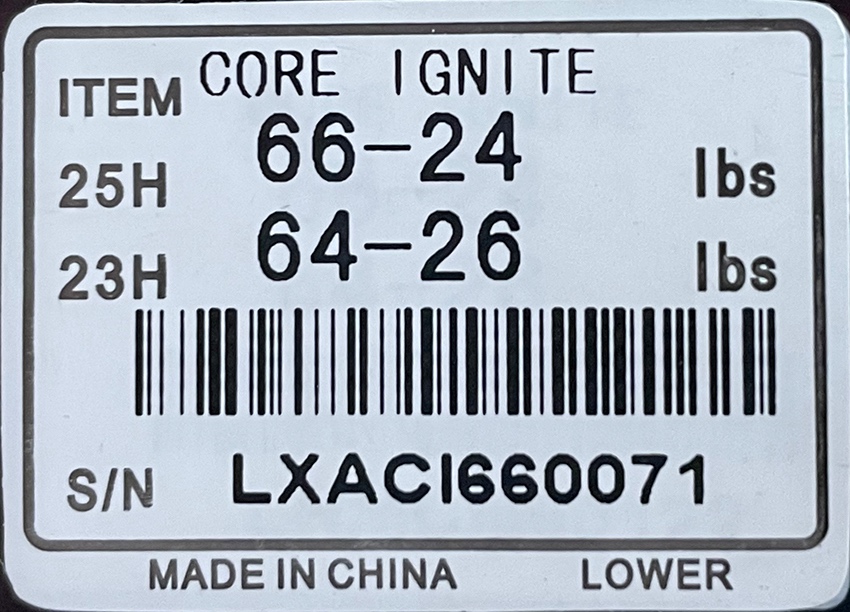 ITEM CORE IGNITE
25H 66-24 lbs
23H 64-26 lbs
S/N LXACI660071
MADE IN CHINA LOWER